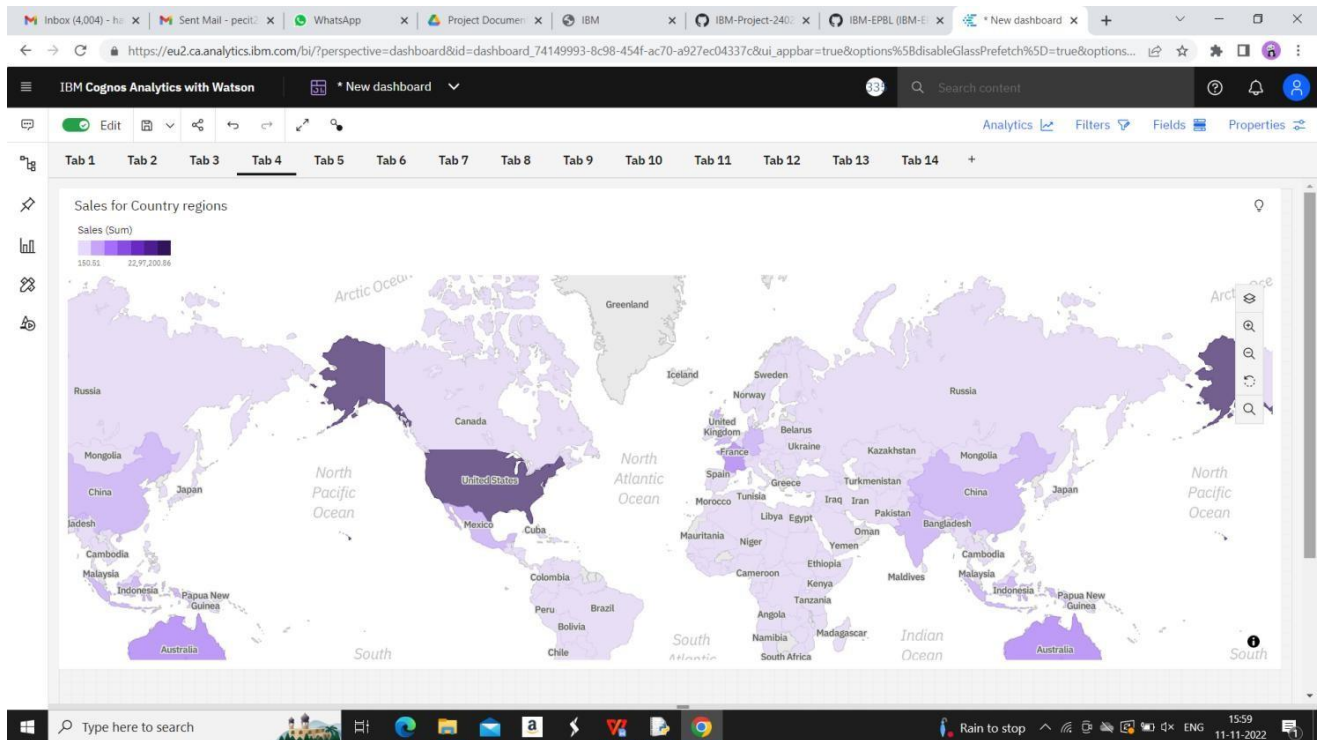 Inbox (4,004) - ha
Sent Mail - pecit2
WhatsApp
Project Documen
IBM
IBM-Project-2402
IBM-EPBL (IBM-E
* New dashboard
https://eu2.ca.analytics.ibm.com/bi/?perspective=dashboard&id=dashboard_74149993-8c98-454f-ac70-a927ec04337c&ui_appbar=true&options%5BdisableGlassPrefetch%5D=true&options...
IBM Cognos Analytics with Watson
* New dashboard
Search content
Edit
Analytics
Filters
Fields
Properties
Tab 1 Tab 2 Tab 3 Tab 4 Tab 5 Tab 6 Tab 7 Tab 8 Tab 9 Tab 10 Tab 11 Tab 12 Tab 13 Tab 14 +
Sales for Country regions
Sales (Sum)
150.51 22,97,200.86
Arctic Ocean
Greenland
Iceland
Sweden
Norway
Russia
Russia
Canada
United
Kingdom
Belarus
Ukraine
France
Kazakhstan
Mongolia
Mongolia
North
Pacific
Ocean
United States
North
Atlantic
Ocean
Spain
Greece
Turkmenistan
China
Japan
China
Japan
North
Pacific
Ocean
Morocco
Tunisia
Iraq
Iran
Pakistan
Libya
Egypt
ladesh
Bangladesh
Mexico
Cuba
Mauritania
Niger
Oman
Yemen
Cambodia
Cambodia
Malaysia
Malaysia
Colombia
Cameroon
Ethiopia
Kenya
Maldives
Indonesia
Papua New
Guinea
Indonesia
Papua New
Guinea
Peru
Brazil
Tanzania
Angola
Bolivia
Namibia
Madagascar
Australia
Australia
South
Chile
South
Atlantic
South Africa
Indian
Ocean
South
Type here to search
Rain to stop
ENG
15:59
11-11-2022